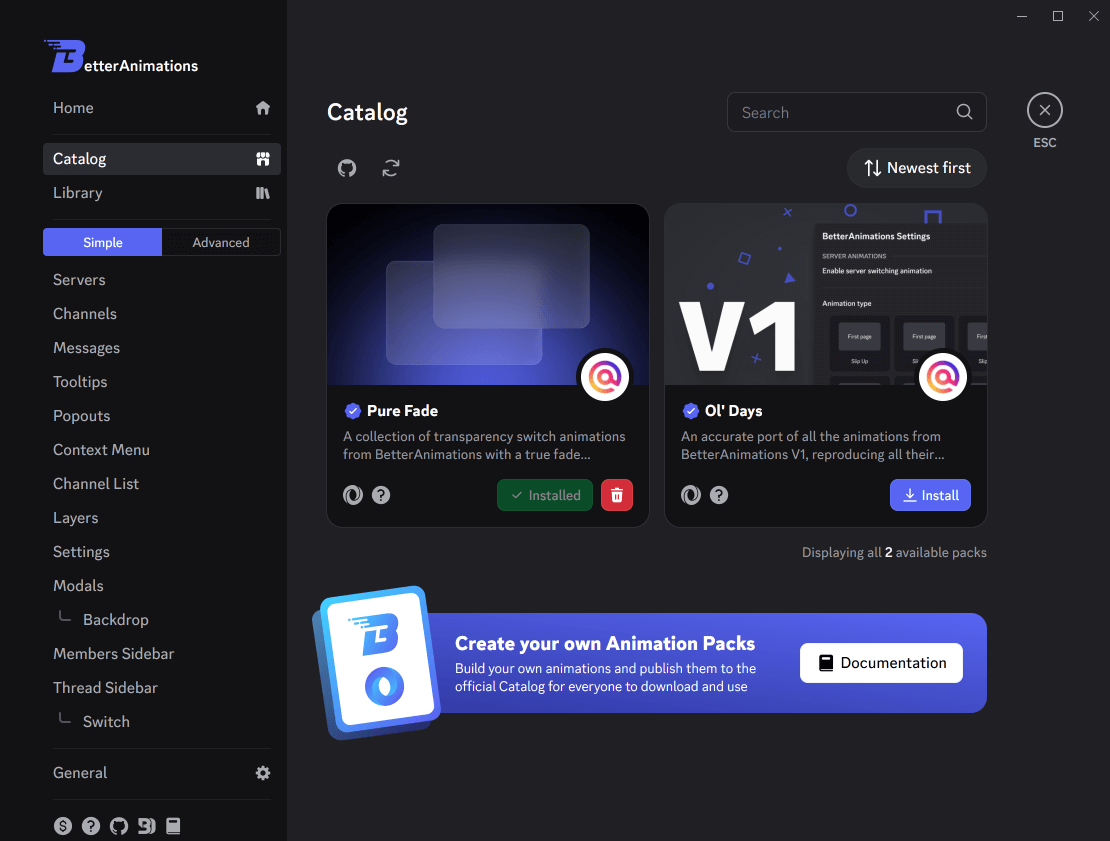 BetterAnimations
Home
Catalog
Library
Simple
Advanced
Servers
Channels
Messages
Tooltips
Popouts
Context Menu
Channel List
Layers
Settings
Modals
Backdrop
Members Sidebar
Thread Sidebar
Switch
General
Catalog
Search
ESC
Newest first
Pure Fade
A collection of transparency switch animations
from BetterAnimations with a true fade...
Installed
V1
BetterAnimations Settings
SERVER ANIMATIONS
Enable server switching animation
Animation type
First page
First page
First
Slip Up
Sli
Slip
Ol' Days
An accurate port of all the animations from
BetterAnimations V1, reproducing all their...
Install
Displaying all 2 available packs
Create your own Animation Packs
Build your own animations and publish them to the
official Catalog for everyone to download and use
Documentation